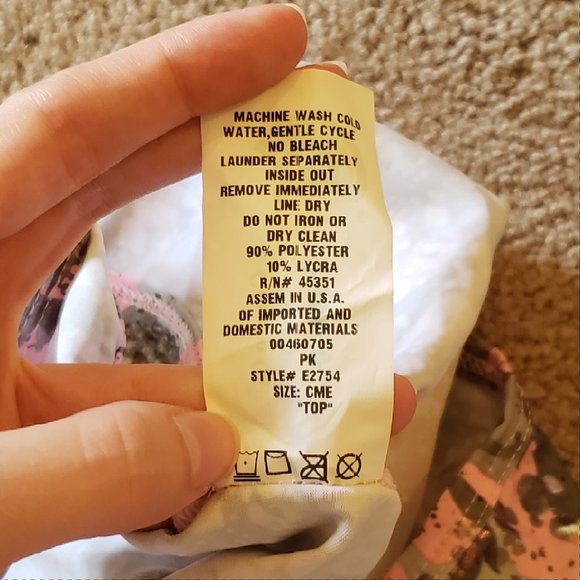 MACHINE WASH COLD
WATER,GENTLE CYCLE
NO BLEACH
LAUNDER SEPARATELY
INSIDE OUT
REMOVE IMMEDIATELY
LINE DRY
DO NOT IRON OR
DRY CLEAN
90% POLYESTER
10% LYCRA
R/N# 45351
ASSEM IN U.S.A.
OF IMPORTED AND
DOMESTIC MATERIALS
00460705
PK
STYLE# E2754
SIZE: CME
"TOP"